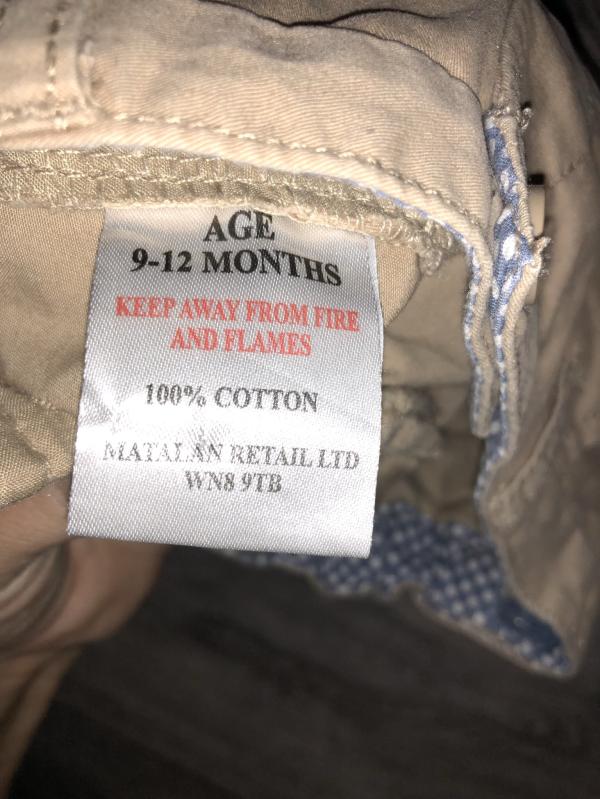 AGE
9-12 MONTHS
KEEP AWAY FROM FIRE
AND FLAMES
100% COTTON
MATALAN RETAIL LTD
WN8 9TB